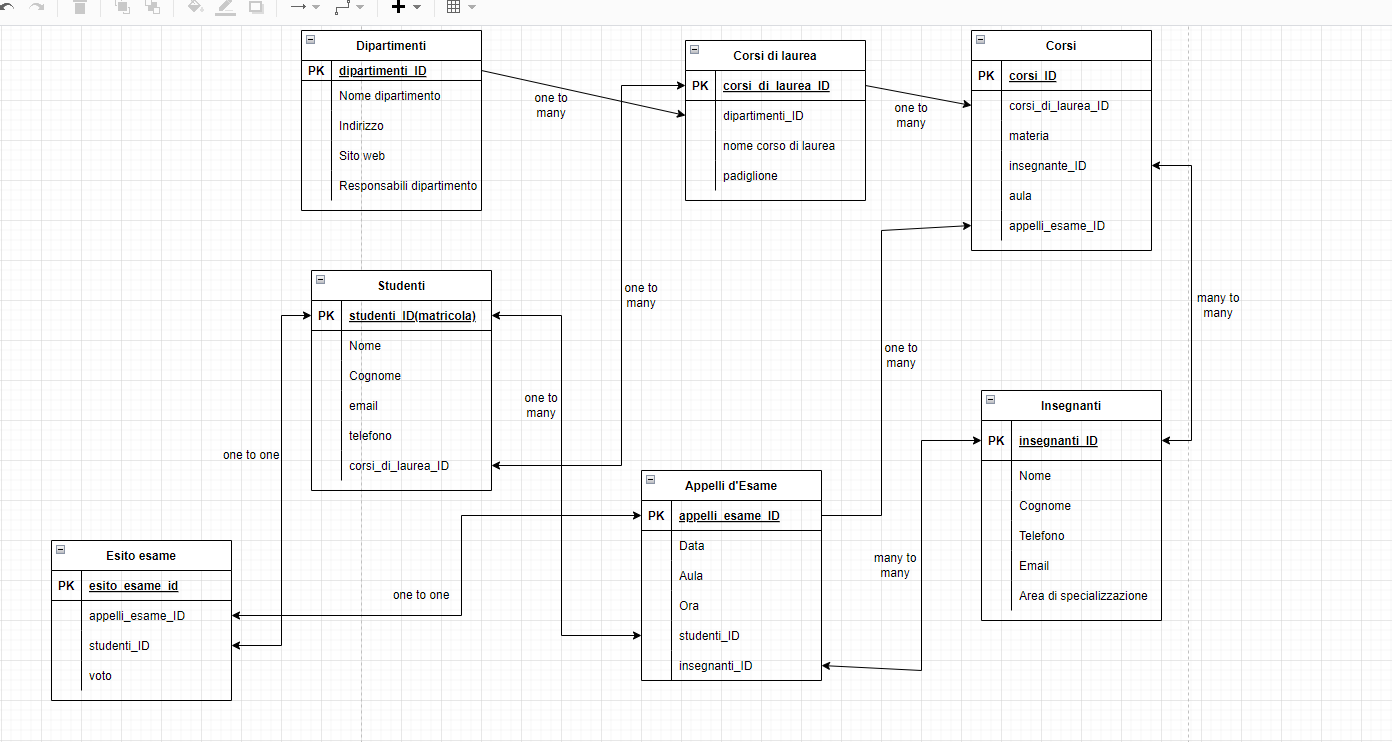 Dipartimenti
PK dipartimenti_ID
Nome dipartimento
Indirizzo
Sito web
Responsabili dipartimento
one to
many
Corsi di laurea
PK corsi_di_laurea_ID
dipartimenti_ID
nome corso di laurea
padiglione
one to
many
Corsi
PK corsi_ID
corsi_di_laurea_ID
materia
insegnante_ID
aula
appelli_esame_ID
Studenti
PK studenti_ID(matricola)
Nome
Cognome
email
telefono
corsi_di_laurea_ID
one to
many
one to
many
one to
many
many to
many
Insegnanti
PK insegnanti_ID
Nome
Cognome
Telefono
Email
Area di specializzazione
one to one
Appelli d'Esame
PK appelli_esame_ID
Data
Aula
Ora
studenti_ID
insegnanti_ID
many to
many
Esito esame
PK esito_esame_id
appelli_esame_ID
studenti_ID
voto
one to one